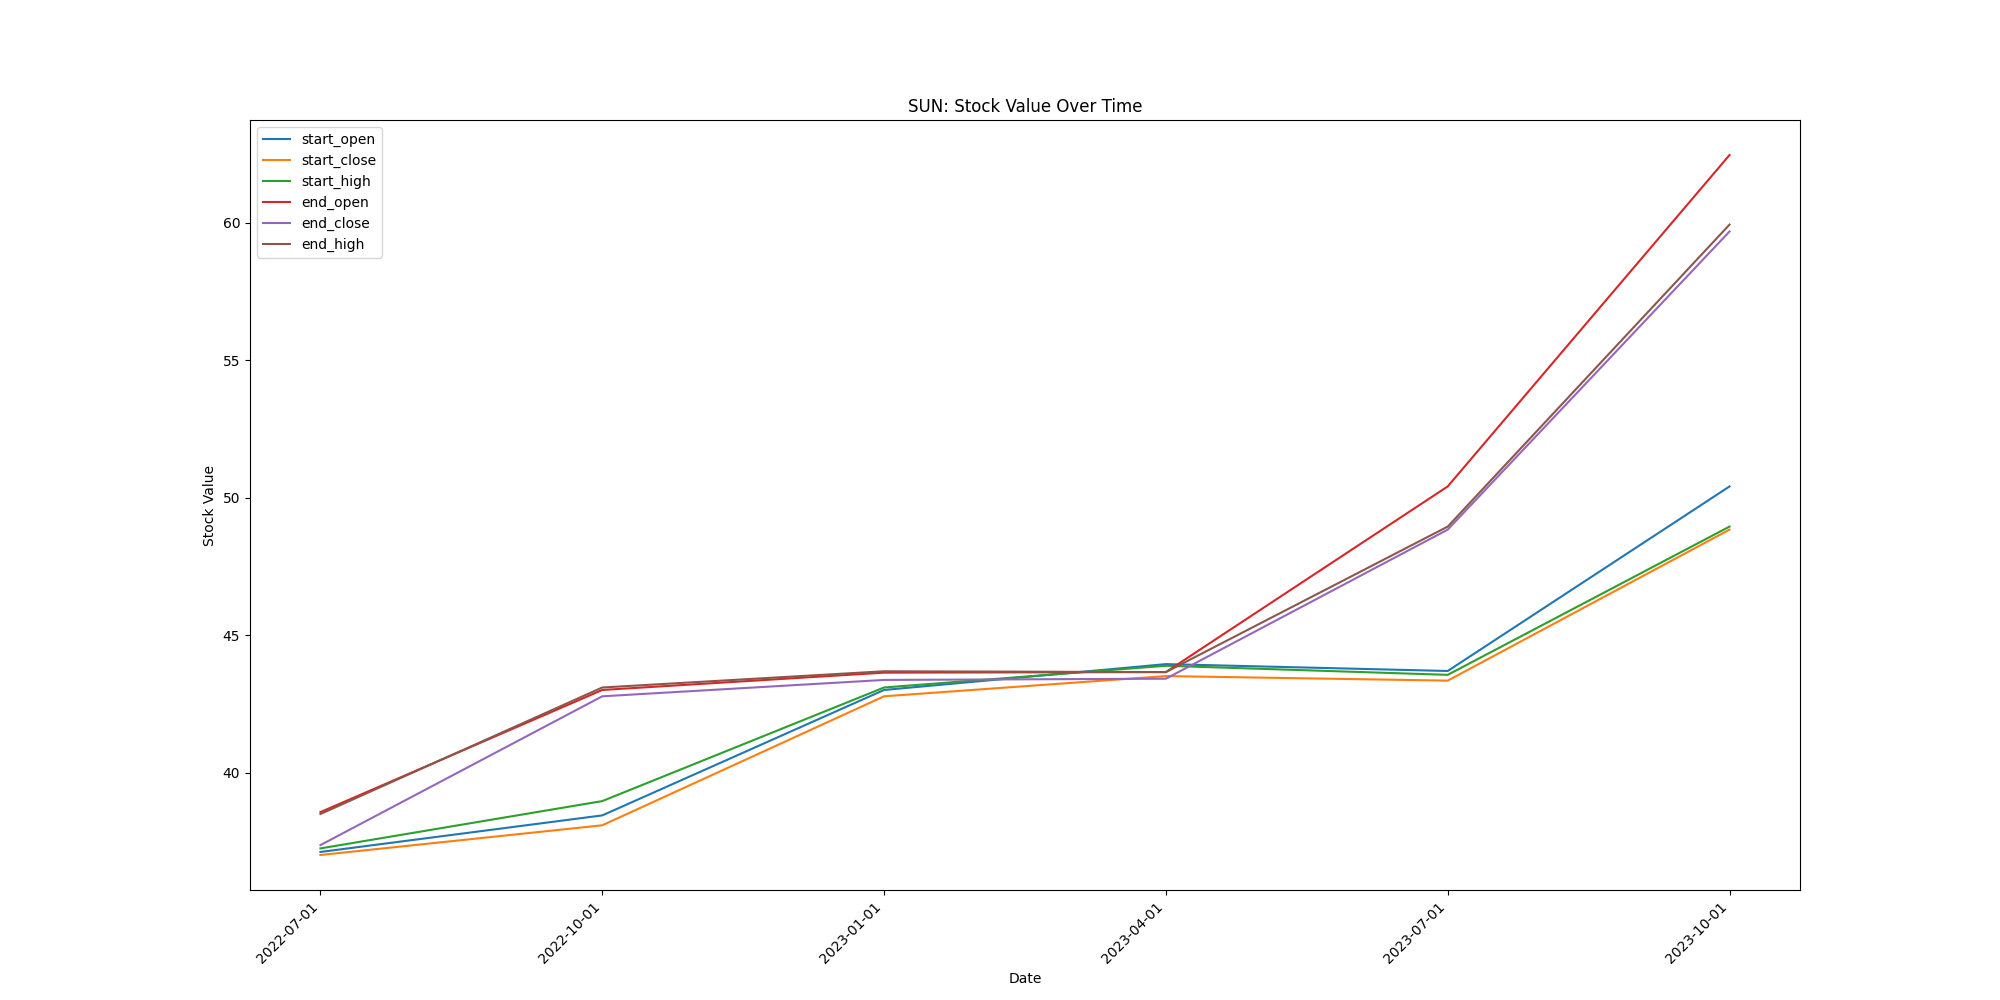 SUN: Stock Value Over Time
start_open
start_close
start_high
end_open
end_close
end_high
Stock Value
60
55
50
45
40
2022-07-01
2022-10-01
2023-01-01
2023-04-01
2023-07-01
2023-10-01
Date